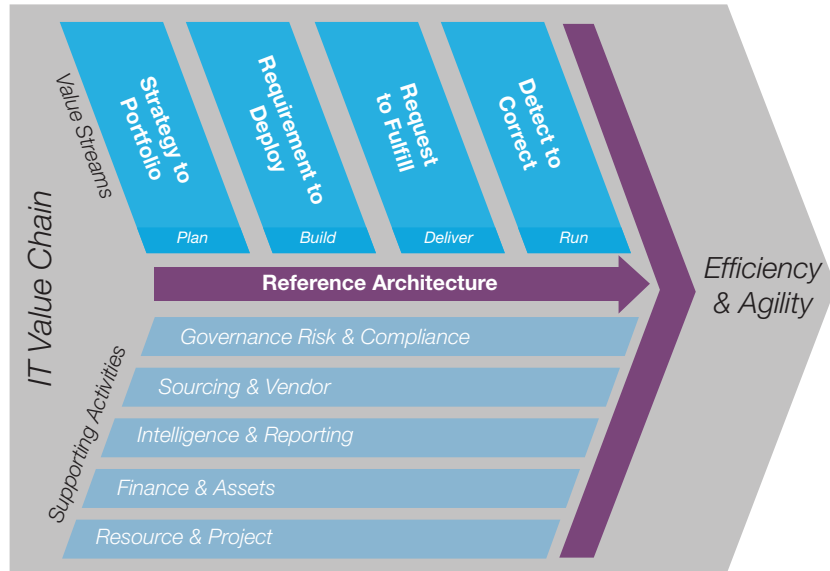 IT Value Chain
Value Streams
Strategy to
Portfolio
Plan
Requirement to
Deploy
Build
Request
to Fulfill
Deliver
Detect to
Correct
Run
Reference Architecture
Efficiency
& Agility
Supporting Activities
Governance Risk & Compliance
Sourcing & Vendor
Intelligence & Reporting
Finance & Assets
Resource & Project